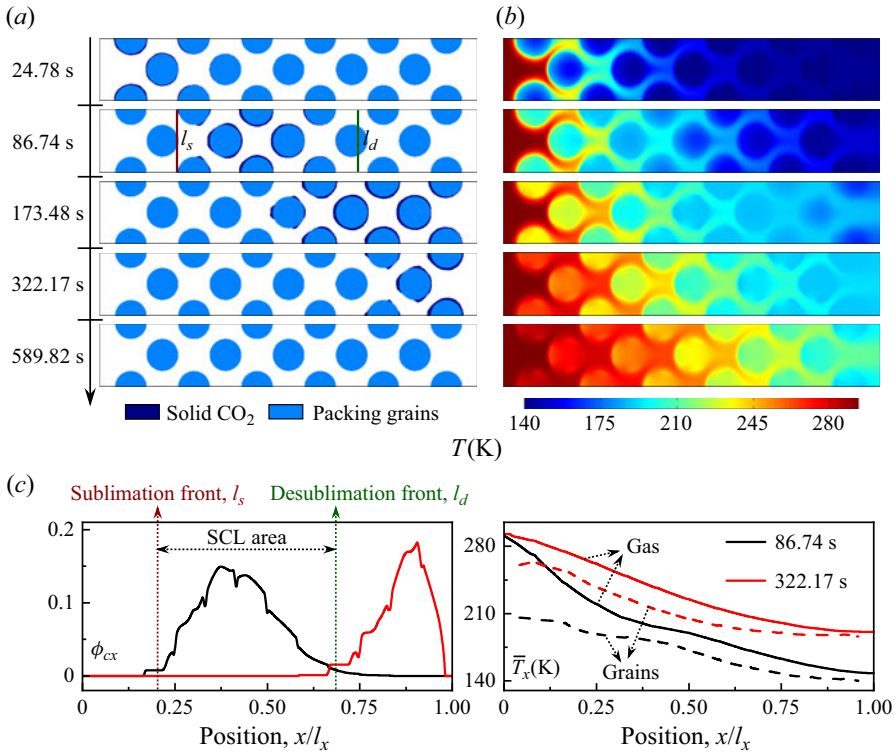 (a)
(b)
24.78 s
86.74 s
l_s
l_d
173.48 s
322.17 s
589.82 s
Solid CO₂
Packing grains
140 175 210 245 280
T(K)
(c)
Sublimation front, l_s
Desublimation front, l_d
0.2
SCL area
0.1
ϕ_cx
0
0 0.25 0.50 0.75 1.00
Position, x/l_x
280
Gas
86.74 s
322.17 s
210
T̅_x(K)
Grains
140
0 0.25 0.50 0.75 1.00
Position, x/l_x